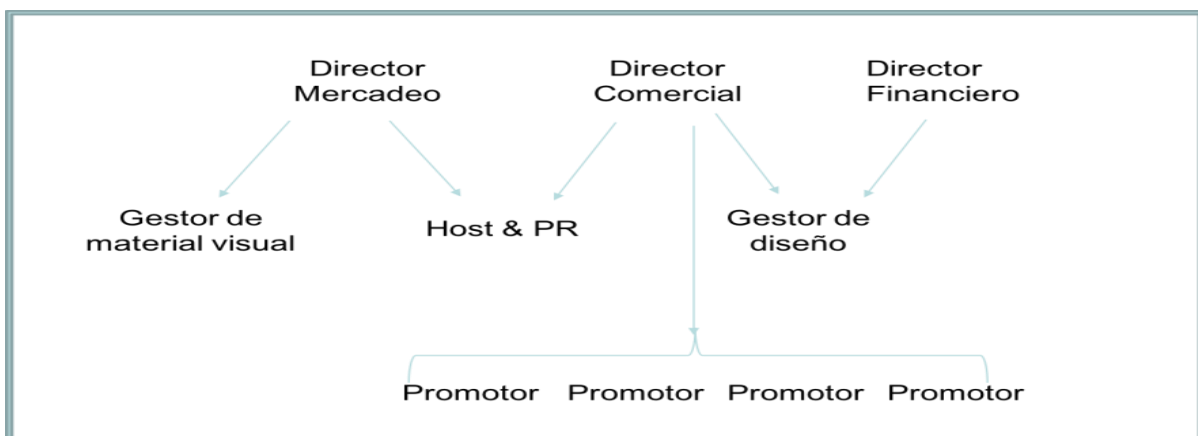 Director
Mercadeo
Director
Comercial
Director
Financiero
Gestor de
material visual
Host & PR
Gestor de
diseño
Promotor Promotor Promotor Promotor